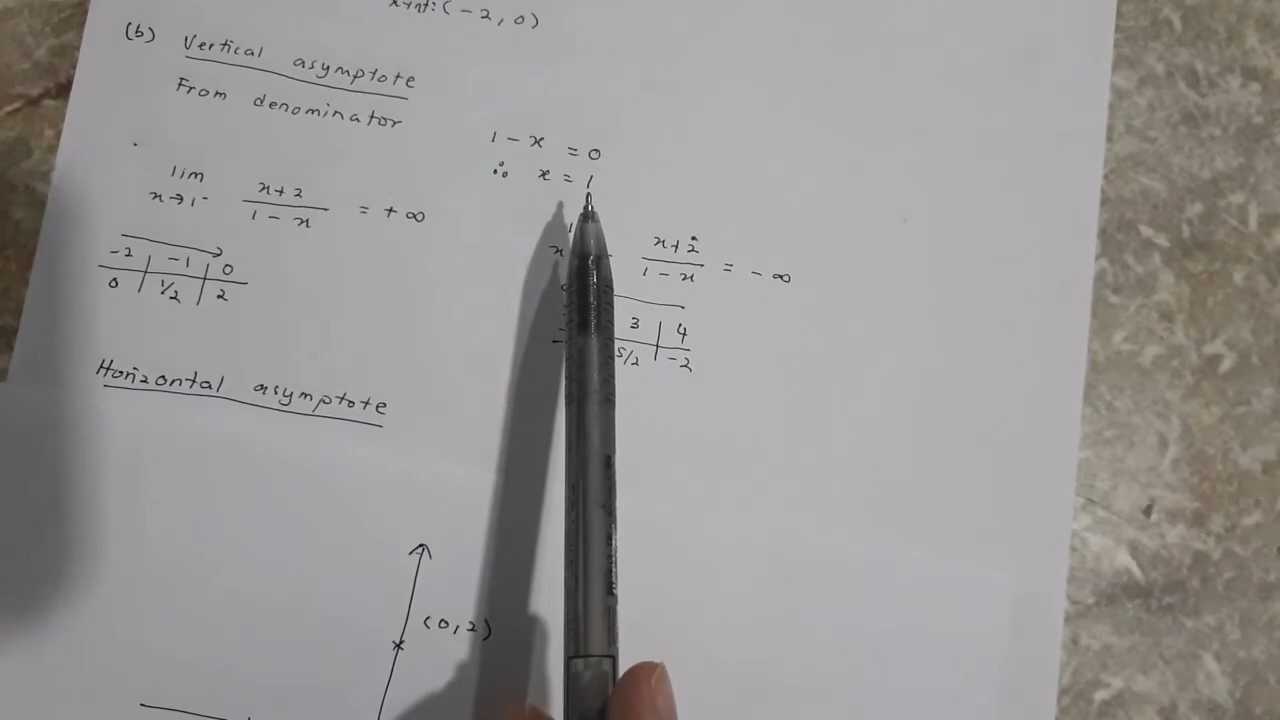 x-int: (-2, 0)
(b) Vertical asymptote
From denominator
1 - x = 0
∴ x = 1
lim x→1⁻ (x+2)/(1-x) = +∞
-2 | -1 | 0
0 | 1/2 | 2
x+2/1-x = -∞
3 | 4
5/2 | -2
Horizontal asymptote
(0, 2)